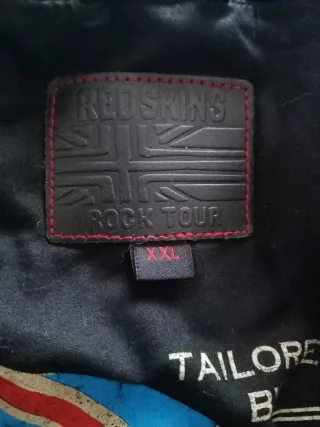 REDSKINS
ROCK TOUR
XXL
TAILORE
B